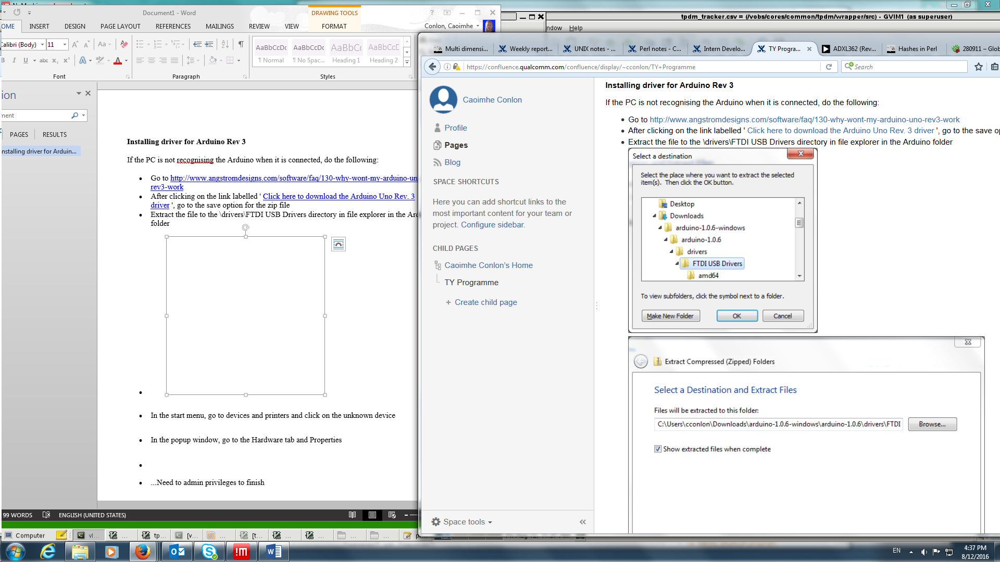 Document1 - Word
DRAWING TOOLS
OME
INSERT
DESIGN
PAGE LAYOUT
REFERENCES
MAILINGS
REVIEW
VIEW
FORMAT
Conlon, Caoimhe
Calibri (Body)
11
Aa
B I U abc x₂ x²
AaBbCcDc
AaBbCcDc
AaBbCc
AaBbCcD
¶ Normal
¶ No Spac...
Heading 1
Heading 2
Font
Paragraph
Styles
tpdm_tracker.csv = (/vobs/cores/common/tpdm/wrapper/src) - GVIM1 (as superuser)
ndow Help
ion
ment
PAGES
RESULTS
nstalling driver for Arduin...
Installing driver for Arduino Rev 3
If the PC is not recognising the Arduino when it is connected, do the following:
• Go to http://www.angstromdesigns.com/software/faq/130-why-wont-my-arduino-un
rev3-work
• After clicking on the link labelled ' Click here to download the Arduino Uno Rev. 3
driver ', go to the save option for the zip file
• Extract the file to the \drivers\FTDI USB Drivers directory in file explorer in the Ard
folder
•
• In the start menu, go to devices and printers and click on the unknown device
• In the popup window, go to the Hardware tab and Properties
•
• ...Need to admin privileges to finish
99 WORDS
ENGLISH (UNITED STATES)
Multi dimensi...
Weekly report...
UNIX notes - ...
Perl notes - C...
Intern Develo...
TY Progra...
ADXL362 (Rev...
Hashes in Perl
280911 – Glob
https://confluence.qualcomm.com/confluence/display/~cconlon/TY+Programme
Search
Caoimhe Conlon
Profile
Pages
Blog
SPACE SHORTCUTS
Here you can add shortcut links to the
most important content for your team or
project. Configure sidebar.
CHILD PAGES
Caoimhe Conlon's Home
TY Programme
+ Create child page
Space tools
Installing driver for Arduino Rev 3
If the PC is not recognising the Arduino when it is connected, do the following:
• Go to http://www.angstromdesigns.com/software/faq/130-why-wont-my-arduino-uno-rev3-work
• After clicking on the link labelled ' Click here to download the Arduino Uno Rev. 3 driver ', go to the save op
• Extract the file to the \drivers\FTDI USB Drivers directory in file explorer in the Arduino folder
Select a destination
Select the place where you want to extract the selected
item(s). Then click the OK button.
Desktop
Downloads
arduino-1.0.6-windows
arduino-1.0.6
drivers
FTDI USB Drivers
amd64
To view subfolders, click the symbol next to a folder.
Make New Folder
OK
Cancel
Extract Compressed (Zipped) Folders
Select a Destination and Extract Files
Files will be extracted to this folder:
C:\Users\cconlon\Downloads\arduino-1.0.6-windows\arduino-1.0.6\drivers\FTDI
Browse...
Show extracted files when complete
Computer
vl...
...
tp...
[v...
...
[t...
...
EN
4:37 PM
8/12/2016